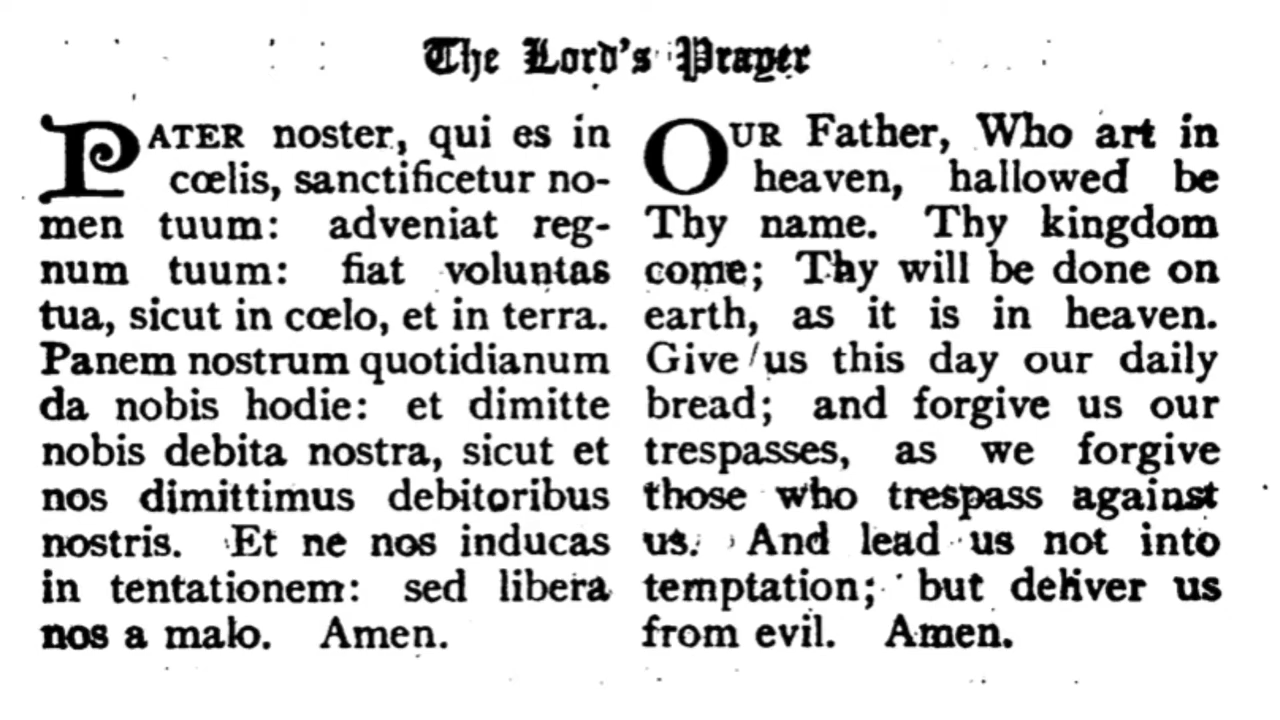 The Lord's Prayer
PATER noster, qui es in
cœlis, sanctificetur no-
men tuum: adveniat reg-
num tuum: fiat voluntas
tua, sicut in cœlo, et in terra.
Panem nostrum quotidianum
da nobis hodie: et dimitte
nobis debita nostra, sicut et
nos dimittimus debitoribus
nostris. Et ne nos inducas
in tentationem: sed libera
nos a malo. Amen.
OUR Father, Who art in
heaven, hallowed be
Thy name. Thy kingdom
come; Thy will be done on
earth, as it is in heaven.
Give us this day our daily
bread; and forgive us our
trespasses, as we forgive
those who trespass against
us. And lead us not into
temptation; but deliver us
from evil. Amen.